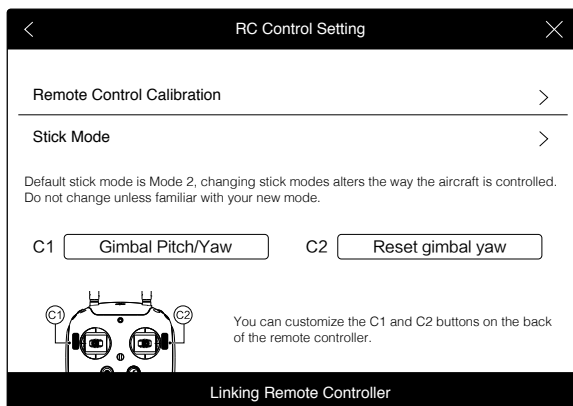 RC Control Setting
Remote Control Calibration
Stick Mode
Default stick mode is Mode 2, changing stick modes alters the way the aircraft is controlled.
Do not change unless familiar with your new mode.
C1 Gimbal Pitch/Yaw C2 Reset gimbal yaw
C1 C2
You can customize the C1 and C2 buttons on the back
of the remote controller.
Linking Remote Controller